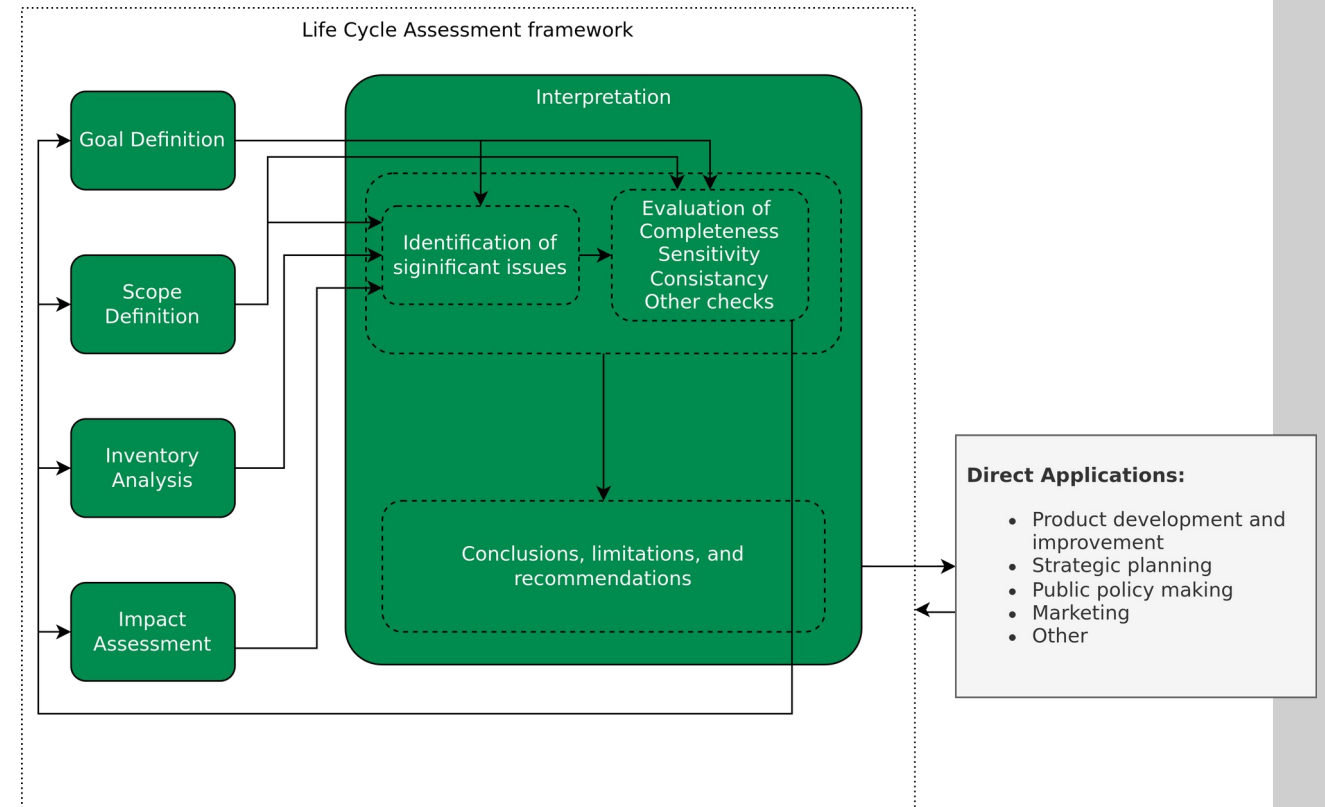 Life Cycle Assessment framework
Interpretation
Goal Definition
Scope
Definition
Inventory
Analysis
Impact
Assessment
Identification of
siginificant issues
Evaluation of
Completeness
Sensitivity
Consistancy
Other checks
Conclusions, limitations, and
recommendations
Direct Applications:
• Product development and
improvement
• Strategic planning
• Public policy making
• Marketing
• Other